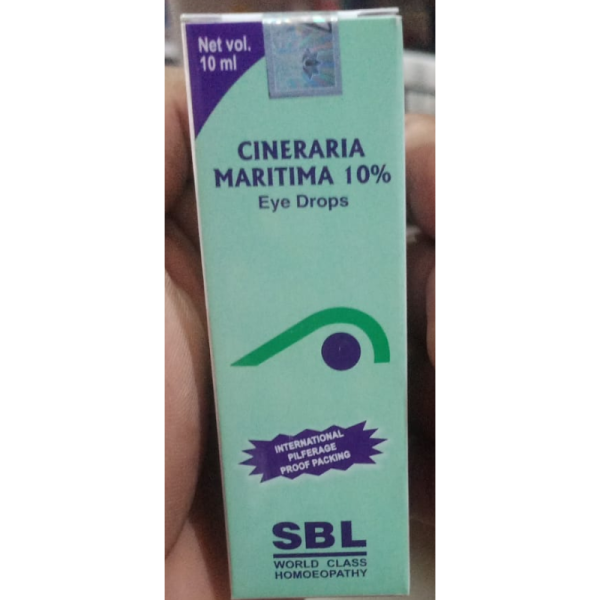 Net vol.
10 ml
CINERARIA
MARITIMA 10%
Eye Drops
INTERNATIONAL
PILFERAGE
PROOF PACKING
SBL
WORLD CLASS
HOMOEOPATHY